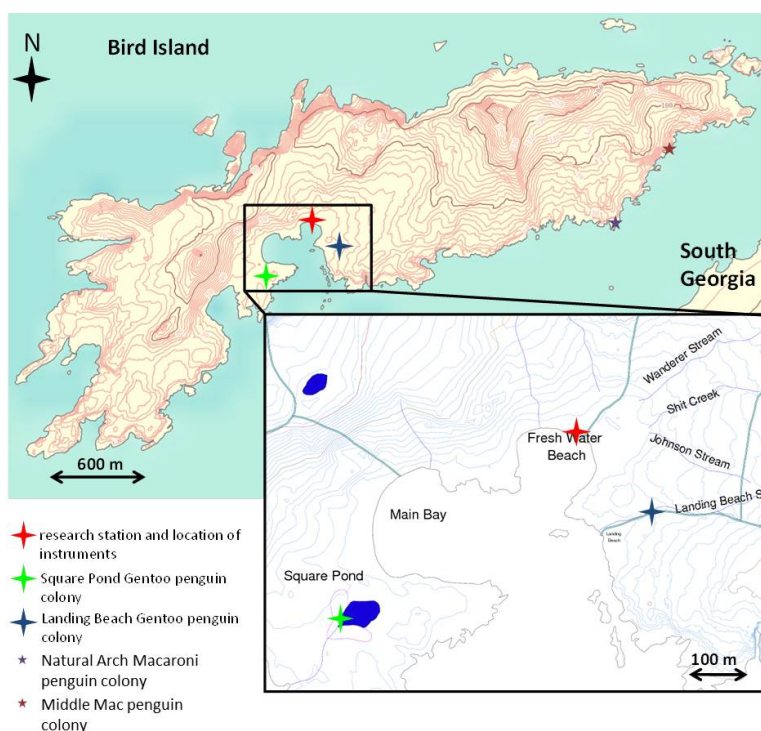 N
Bird Island
100
South
Georgia
600 m
Wanderer Stream
Shit Creek
Fresh Water
Beach
Johnson Stream
Main Bay
Landing Beach S
Landing
Beach
Square Pond
100 m
research station and location of
instruments
Square Pond Gentoo penguin
colony
Landing Beach Gentoo penguin
colony
Natural Arch Macaroni
penguin colony
Middle Mac penguin
colony